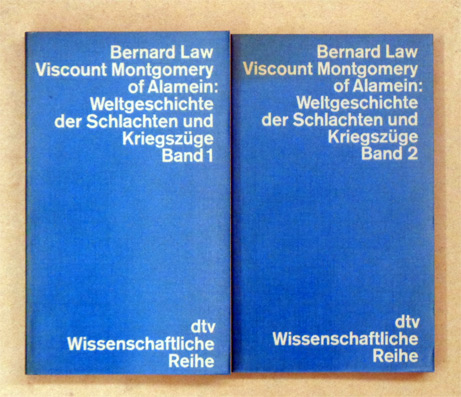 Bernard Law
Viscount Montgomery
of Alamein:
Weltgeschichte
der Schlachten und
Kriegszüge
Band 1
dtv
Wissenschaftliche
Reihe
Bernard Law
Viscount Montgomery
of Alamein:
Weltgeschichte
der Schlachten und
Kriegszüge
Band 2
dtv
Wissenschaftliche
Reihe